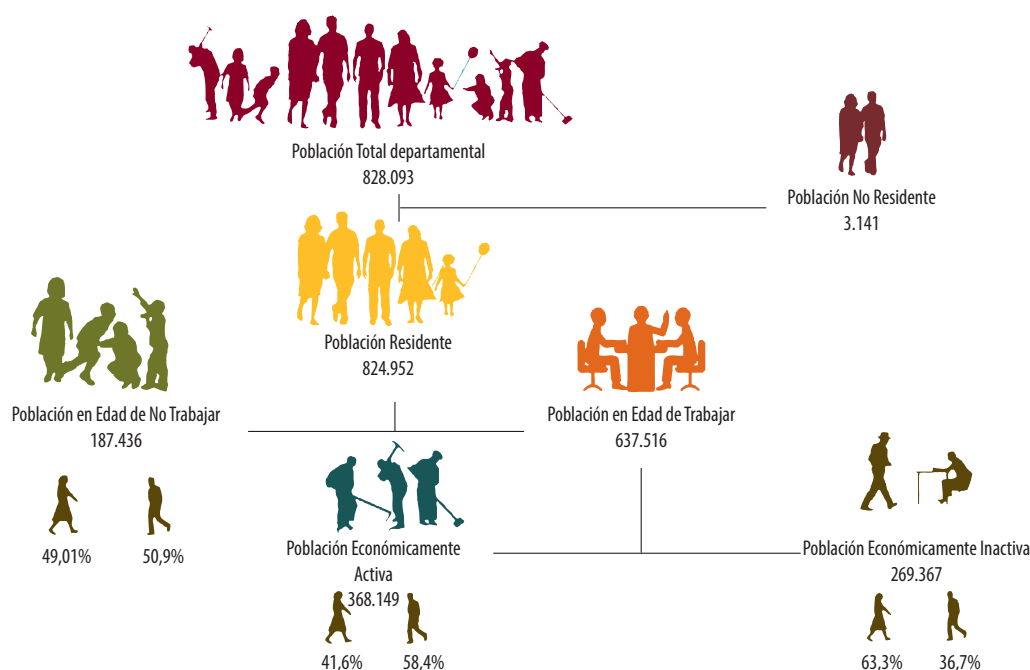 Población Total departamental
828.093
Población No Residente
3.141
Población Residente
824.952
Población en Edad de No Trabajar
187.436
Población en Edad de Trabajar
637.516
49,01%
50,9%
Población Económicamente
Activa
368.149
Población Económicamente Inactiva
269.367
41,6%
58,4%
63,3%
36,7%